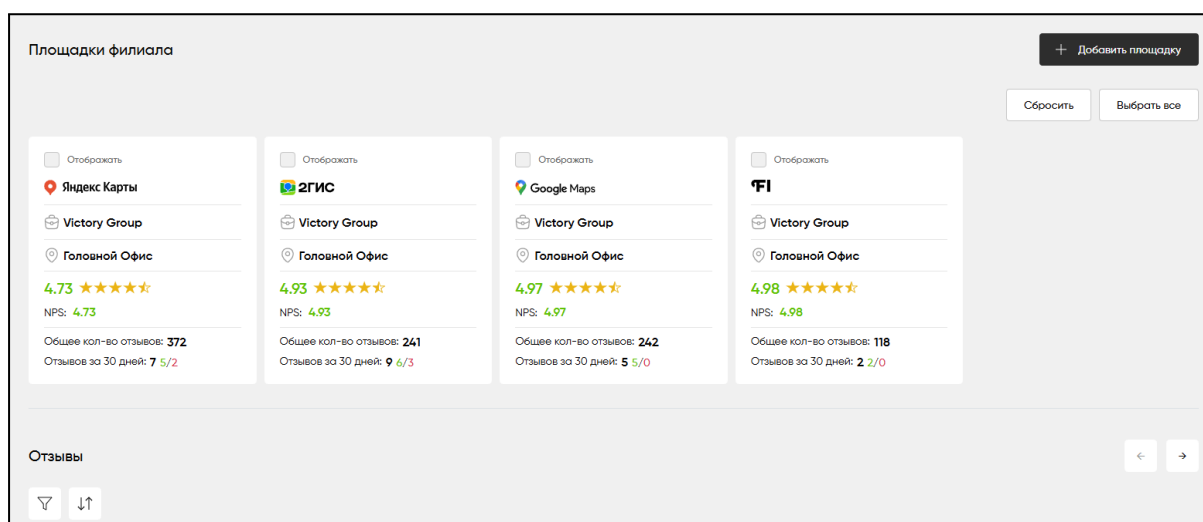 Площадки филиала
+ Добавить площадку
Сбросить
Выбрать все
Отображать
Яндекс Карты
Victory Group
Головной Офис
4.73
NPS: 4.73
Общее кол-во отзывов: 372
Отзывов за 30 дней: 7 5/2
Отображать
2ГИС
Victory Group
Головной Офис
4.93
NPS: 4.93
Общее кол-во отзывов: 241
Отзывов за 30 дней: 9 6/3
Отображать
Google Maps
Victory Group
Головной Офис
4.97
NPS: 4.97
Общее кол-во отзывов: 242
Отзывов за 30 дней: 5 5/0
Отображать
Victory Group
Головной Офис
4.98
NPS: 4.98
Общее кол-во отзывов: 118
Отзывов за 30 дней: 2 2/0
Отзывы